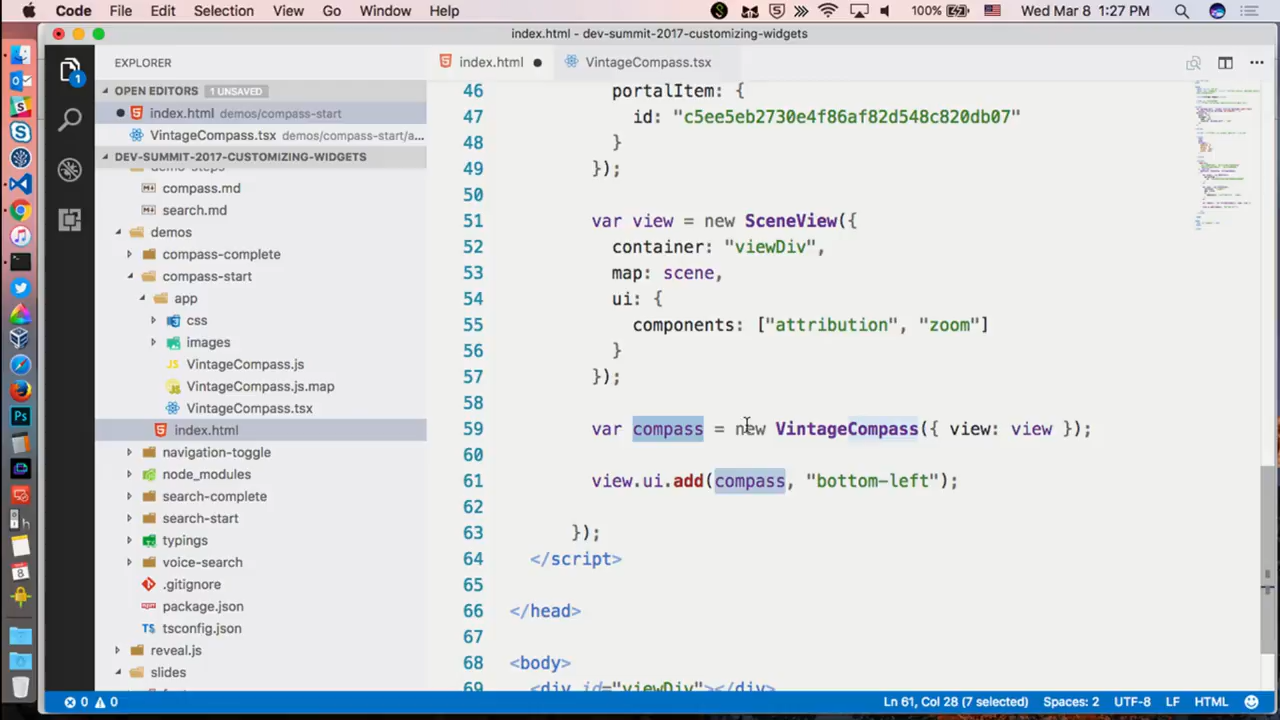 Code File Edit Selection View Go Window Help 100% Wed Mar 8 1:27 PM
index.html - dev-summit-2017-customizing-widgets
EXPLORER
OPEN EDITORS 1 UNSAVED
index.html demos/compass-start
VintageCompass.tsx demos/compass-start/a...
DEV-SUMMIT-2017-CUSTOMIZING-WIDGETS
demo-steps
compass.md
search.md
demos
compass-complete
compass-start
app
css
images
JS VintageCompass.js
JS VintageCompass.js.map
VintageCompass.tsx
index.html
navigation-toggle
node_modules
search-complete
search-start
typings
voice-search
.gitignore
package.json
TS tsconfig.json
reveal.js
slides
1
index.html
VintageCompass.tsx
46 portalItem: {
47 id: "c5ee5eb2730e4f86af82d548c820db07"
48 }
49 });
50
51 var view = new SceneView({
52 container: "viewDiv",
53 map: scene,
54 ui: {
55 components: ["attribution", "zoom"]
56 }
57 });
58
59 var compass = new VintageCompass({ view: view });
60
61 view.ui.add(compass, "bottom-left");
62
63 });
64 </script>
65
66 </head>
67
68 <body>
69 <div id="viewDiv"></div>
0 0 Ln 61, Col 28 (7 selected) Spaces: 2 UTF-8 LF HTML